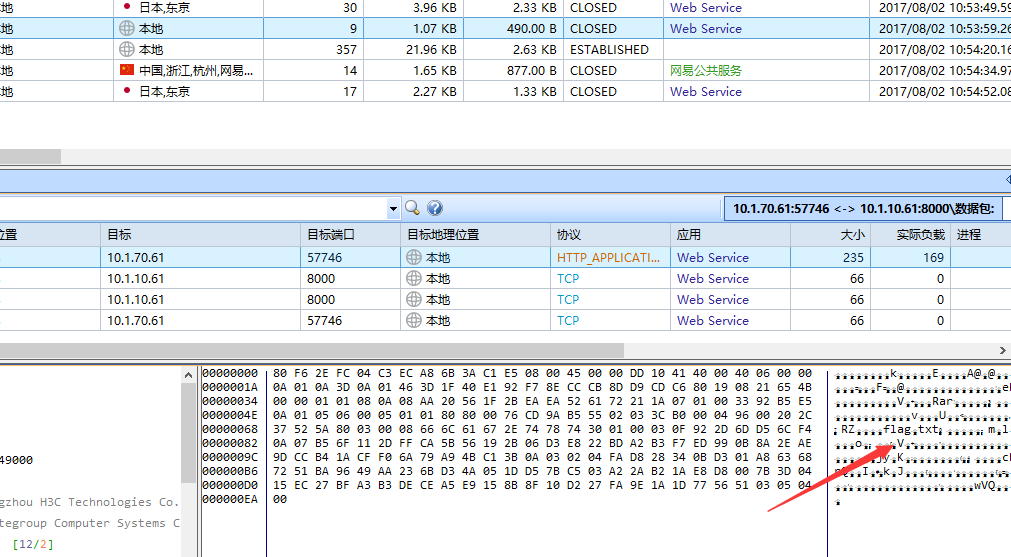 地 日本,东京 30 3.96 KB 2.33 KB CLOSED Web Service 2017/08/02 10:53:49.59
地 本地 9 1.07 KB 490.00 B CLOSED Web Service 2017/08/02 10:53:59.26
地 本地 357 21.96 KB 2.63 KB ESTABLISHED 2017/08/02 10:54:20.16
地 中国,浙江,杭州,网易... 14 1.65 KB 877.00 B CLOSED 网易公共服务 2017/08/02 10:54:34.97
地 日本,东京 17 2.27 KB 1.33 KB CLOSED Web Service 2017/08/02 10:54:52.08
10.1.70.61:57746 <-> 10.1.10.61:8000\数据包:
位置 目标 目标端口 目标地理位置 协议 应用 大小 实际负载 进程
10.1.70.61 57746 本地 HTTP_APPLICATI... Web Service 235 169
10.1.10.61 8000 本地 TCP Web Service 66 0
10.1.10.61 8000 本地 TCP Web Service 66 0
10.1.70.61 57746 本地 TCP Web Service 66 0
00000000 80 F6 2E FC 04 C3 EC A8 6B 3A C1 E5 08 00 45 00 00 DD 10 41 40 00 40 06 00 00
0000001A 0A 01 0A 3D 0A 01 46 3D 1F 40 E1 92 F7 8E CC CB 8D D9 CD C6 80 19 08 21 65 4B
00000034 00 00 01 01 08 0A 08 AA 20 56 1F 2B EA EA 52 61 72 21 1A 07 01 00 33 92 B5 E5
0000004E 0A 01 05 06 00 05 01 01 80 80 00 76 CD 9A B5 55 02 03 3C B0 00 04 96 00 20 2C
00000068 37 52 5A 80 03 00 08 66 6C 61 67 2E 74 78 74 30 01 00 03 0F 92 2D 6D D5 6C F4
00000082 0A 07 B5 6F 11 2D FF CA 5B 56 19 2B 06 D3 E8 22 BD A2 B3 F7 ED 99 0B 8A 2E AE
0000009C 9D CC B4 1A CF F0 6A 79 A9 4B C1 3B 0A 03 02 04 FA D8 28 34 0B D3 01 A8 63 68
000000B6 72 51 BA 96 49 AA 23 6B D3 4A 05 1D D5 7B C5 03 A2 2A B2 1A E8 D8 00 7B 3D 04
000000D0 15 EC 27 BF A3 B3 DE CE A5 E9 15 8B 8F 10 D2 27 FA 9E 1A 1D 77 56 51 03 05 04
000000EA 00
49000
gzhou H3C Technologies Co.
tegroup Computer Systems C
[12/2]